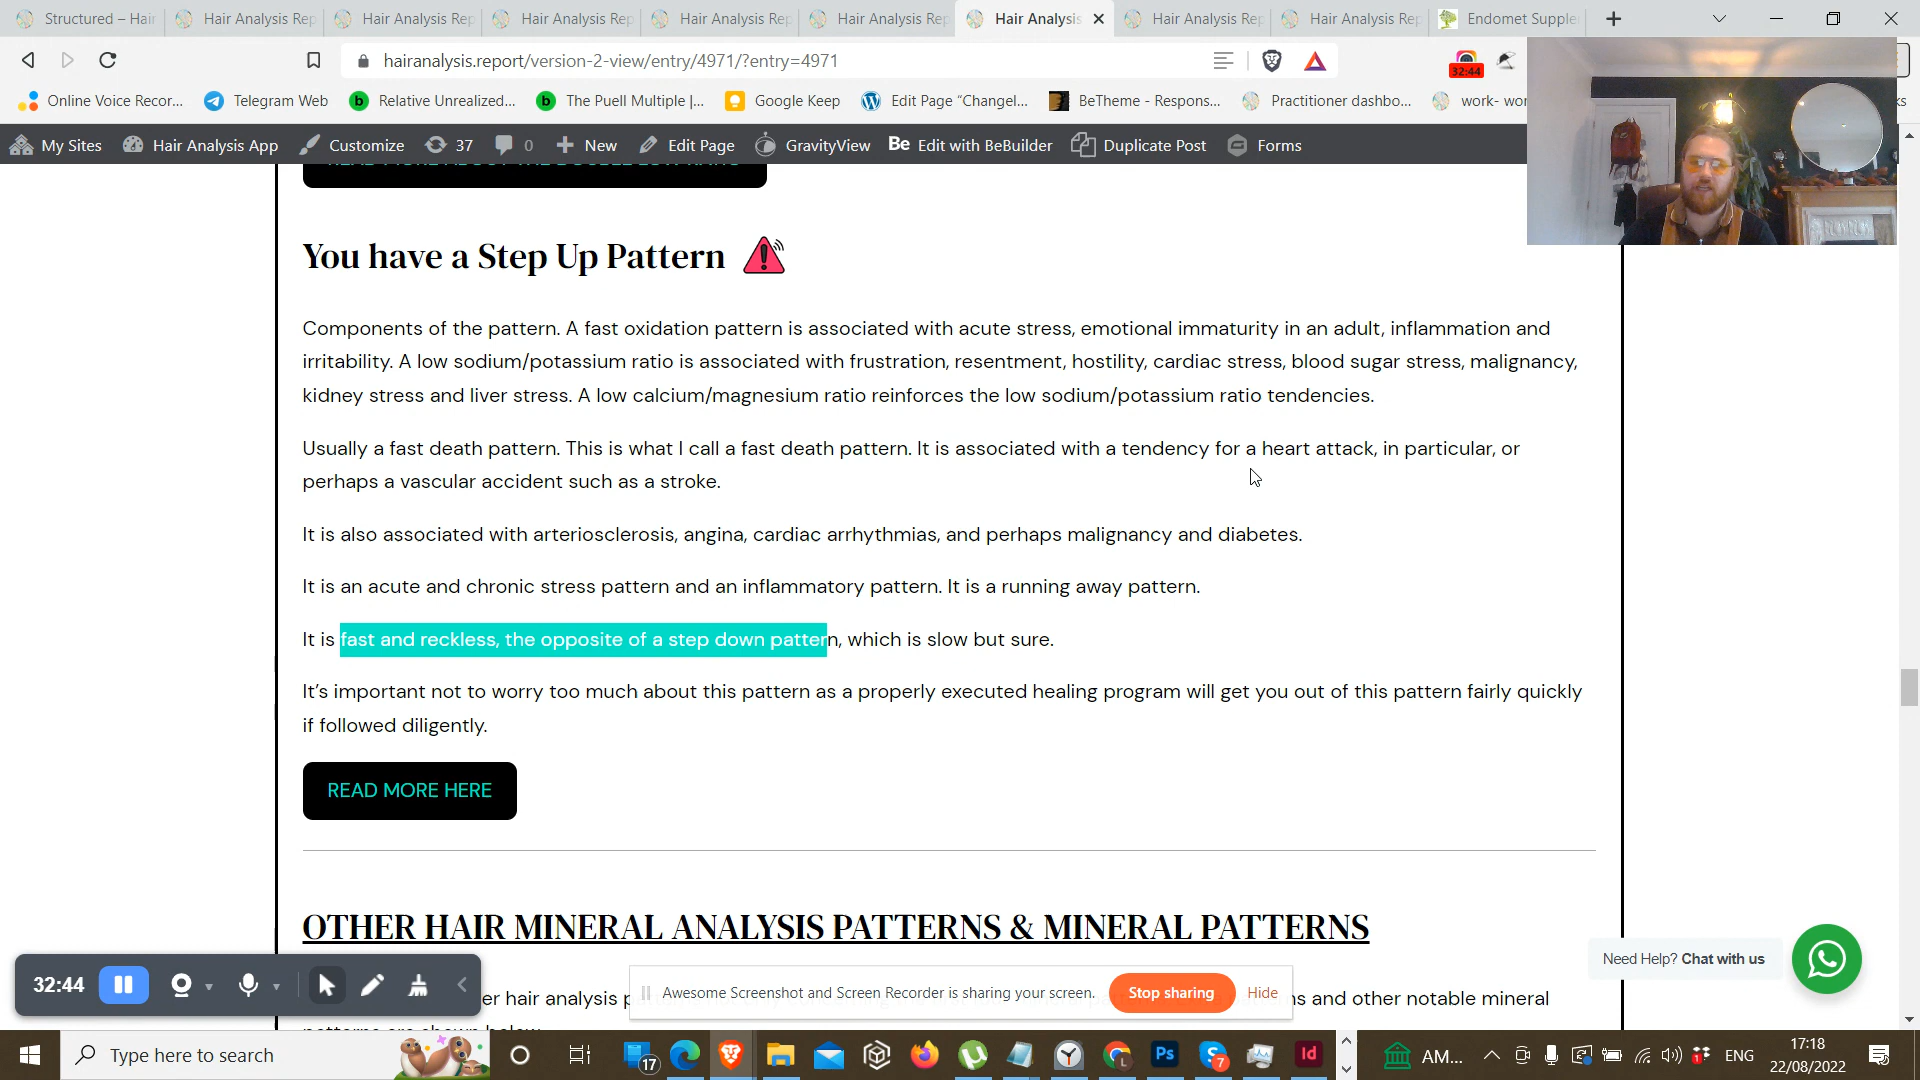 Structured – Hair
Hair Analysis Rep
Hair Analysis Rep
Hair Analysis Rep
Hair Analysis Rep
Hair Analysis Rep
Hair Analysis
Hair Analysis Rep
Hair Analysis Rep
Endomet Supple
hairanalysis.report/version-2-view/entry/4971/?entry=4971
32:44
Online Voice Recor...
Telegram Web
Relative Unrealized...
The Puell Multiple |...
Google Keep
Edit Page “Changel...
BeTheme - Respons...
Practitioner dashbo...
work- wor
My Sites
Hair Analysis App
Customize
37
0
New
Edit Page
GravityView
Be Edit with BeBuilder
Duplicate Post
Forms
You have a Step Up Pattern
Components of the pattern. A fast oxidation pattern is associated with acute stress, emotional immaturity in an adult, inflammation and
irritability. A low sodium/potassium ratio is associated with frustration, resentment, hostility, cardiac stress, blood sugar stress, malignancy,
kidney stress and liver stress. A low calcium/magnesium ratio reinforces the low sodium/potassium ratio tendencies.
Usually a fast death pattern. This is what I call a fast death pattern. It is associated with a tendency for a heart attack, in particular, or
perhaps a vascular accident such as a stroke.
It is also associated with arteriosclerosis, angina, cardiac arrhythmias, and perhaps malignancy and diabetes.
It is an acute and chronic stress pattern and an inflammatory pattern. It is a running away pattern.
It is fast and reckless, the opposite of a step down pattern, which is slow but sure.
It’s important not to worry too much about this pattern as a properly executed healing program will get you out of this pattern fairly quickly
if followed diligently.
READ MORE HERE
OTHER HAIR MINERAL ANALYSIS PATTERNS & MINERAL PATTERNS
Need Help? Chat with us
32:44
Awesome Screenshot and Screen Recorder is sharing your screen.
Stop sharing
Hide
er hair analysis p
ns and other notable mineral
Type here to search
17
Ps
7
Id
AM...
1
ENG
17:18
22/08/2022